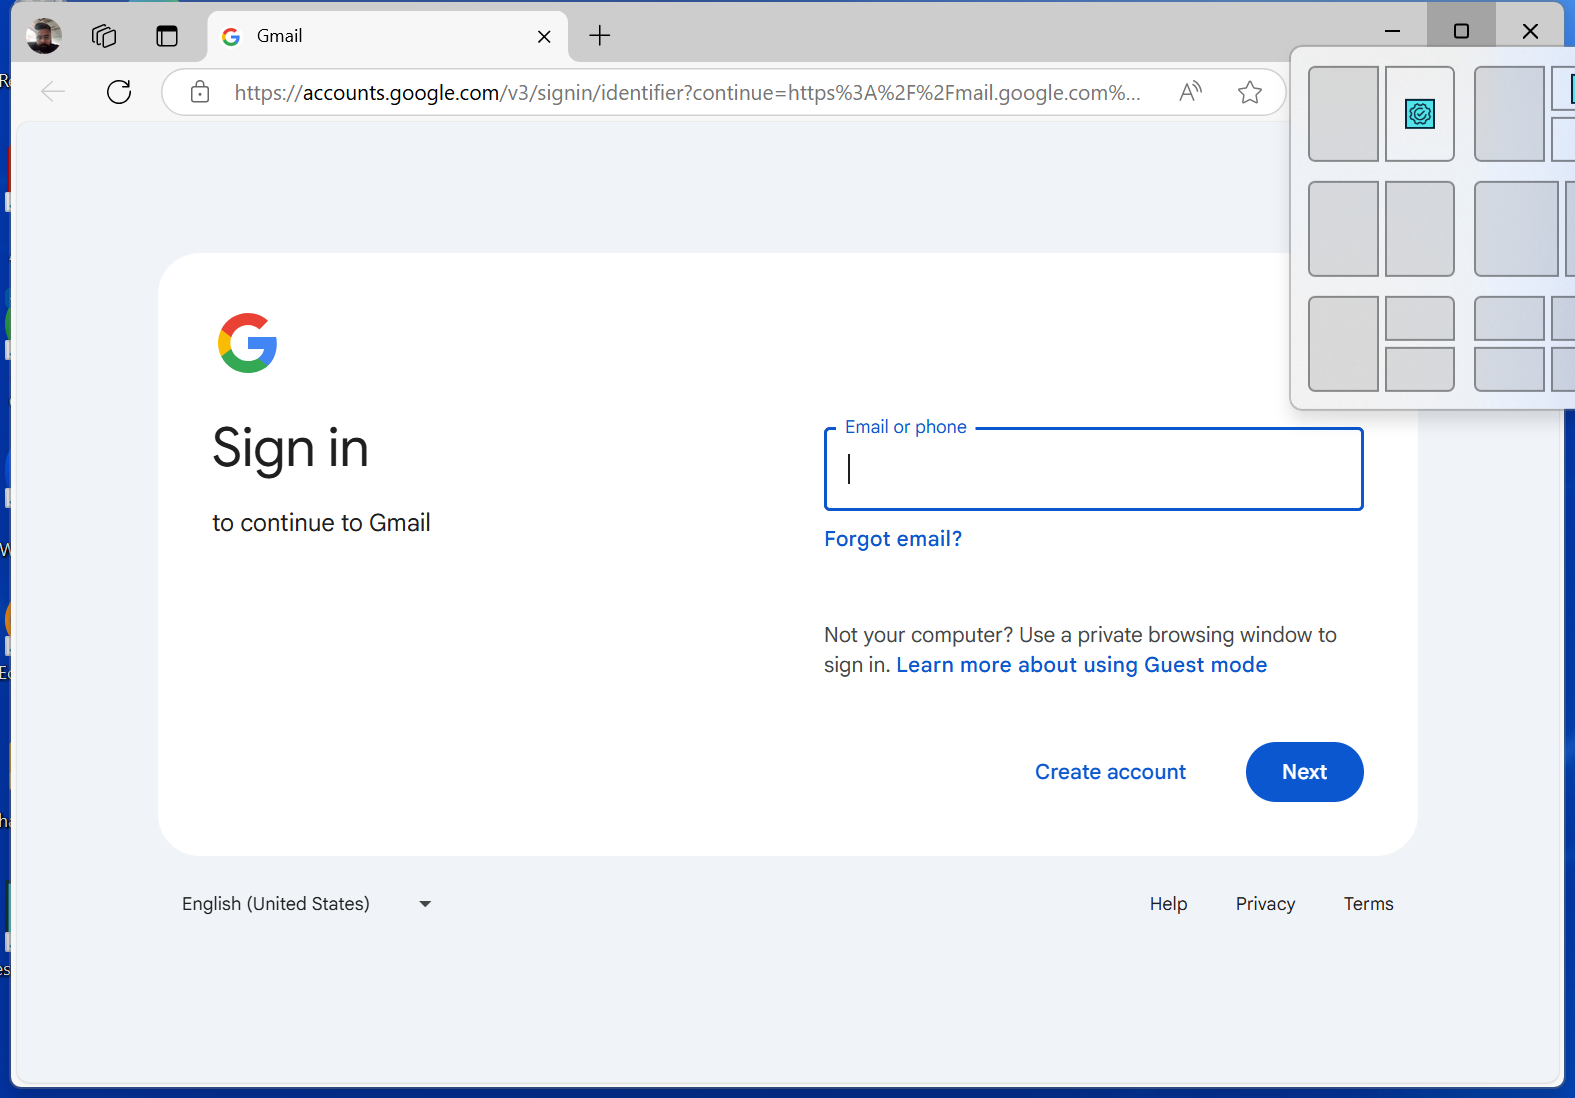 Gmail
https://accounts.google.com/v3/signin/identifier?continue=https%3A%2F%2Fmail.google.com%...
Sign in
to continue to Gmail
Email or phone
Forgot email?
Not your computer? Use a private browsing window to
sign in. Learn more about using Guest mode
Create account
Next
English (United States)
Help Privacy Terms